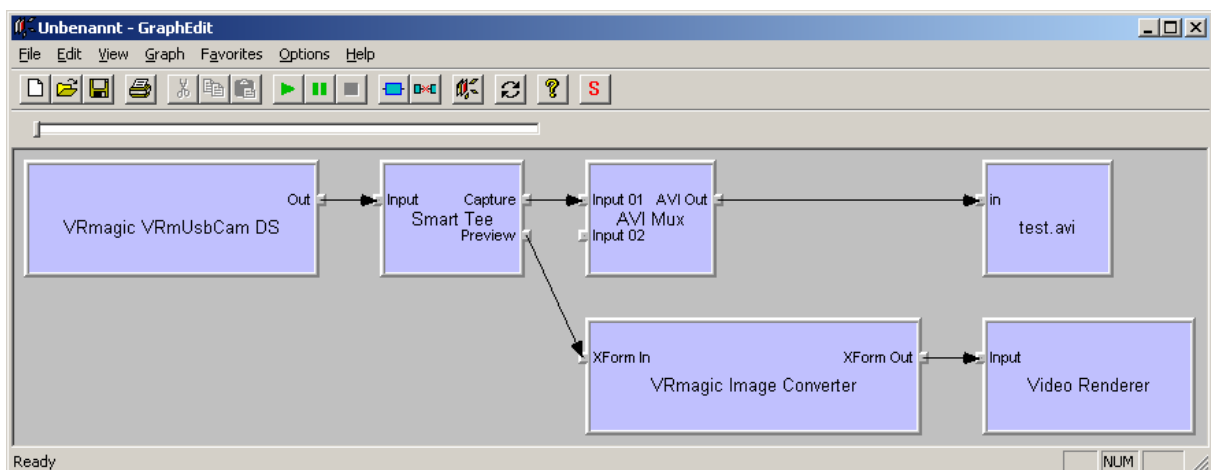 Unbenannt - GraphEdit
File Edit View Graph Favorites Options Help
S
Out
VRmagic VRmUsbCam DS
Input Capture
Smart Tee
Preview
Input 01 AVI Out
AVI Mux
Input 02
in
test.avi
XForm In XForm Out
VRmagic Image Converter
Input
Video Renderer
Ready NUM